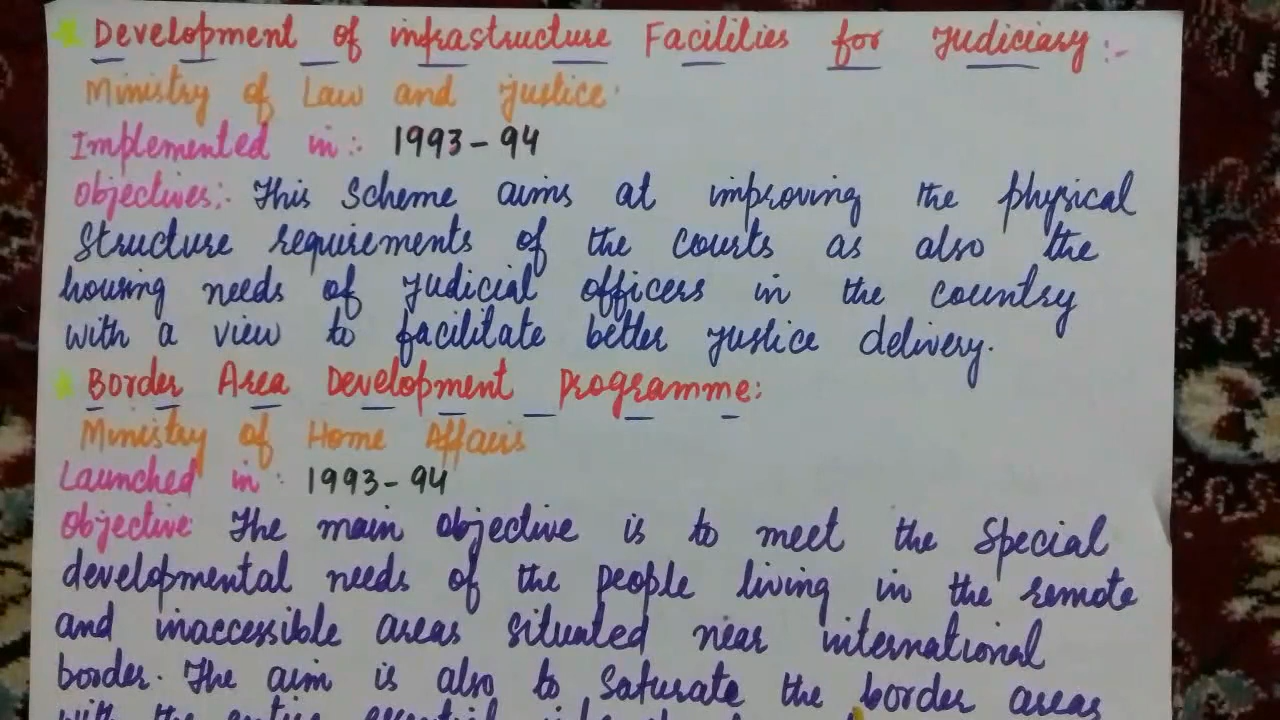 * Development of infrastructure Facilities for Judiciary:-
Ministry of Law and Justice.
Implemented in:- 1993-94
Objectives:- This Scheme aims at improving the physical
Structure requirements of the courts as also the
housing needs of Judicial officers in the country
with a view to facilitate better justice delivery.
* Border Area Development Programme:
Ministry of Home Affairs
Launched in: 1993-94
Objective: The main objective is to meet the Special
developmental needs of the people living in the remote
and inaccessible areas situated near international
border. The aim is also to saturate the border areas
with the entire essential